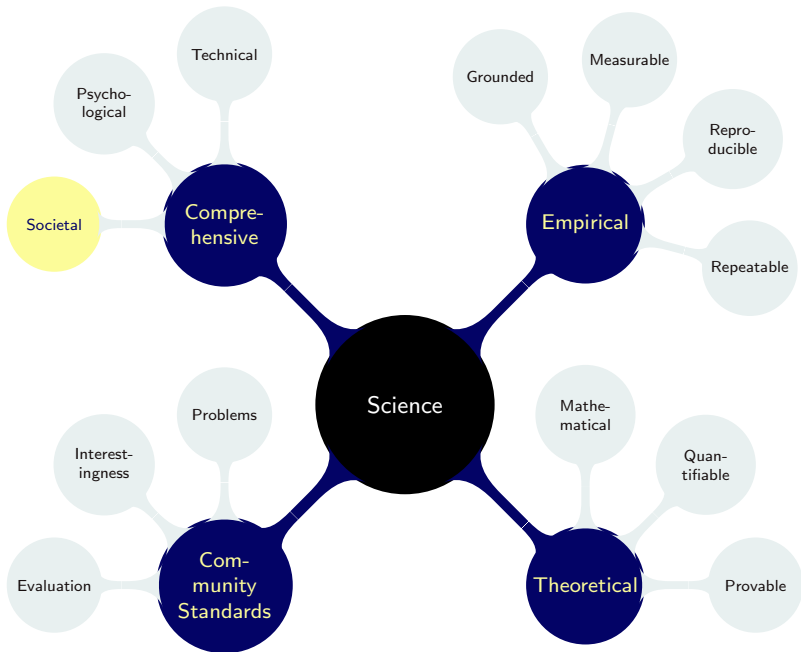 Technical
Psycho-
logical
Societal
Compre-
hensive
Grounded
Measurable
Repro-
ducible
Repeatable
Empirical
Science
Problems
Interest-
ingness
Evaluation
Com-
munity
Standards
Mathe-
matical
Quan-
tifiable
Provable
Theoretical